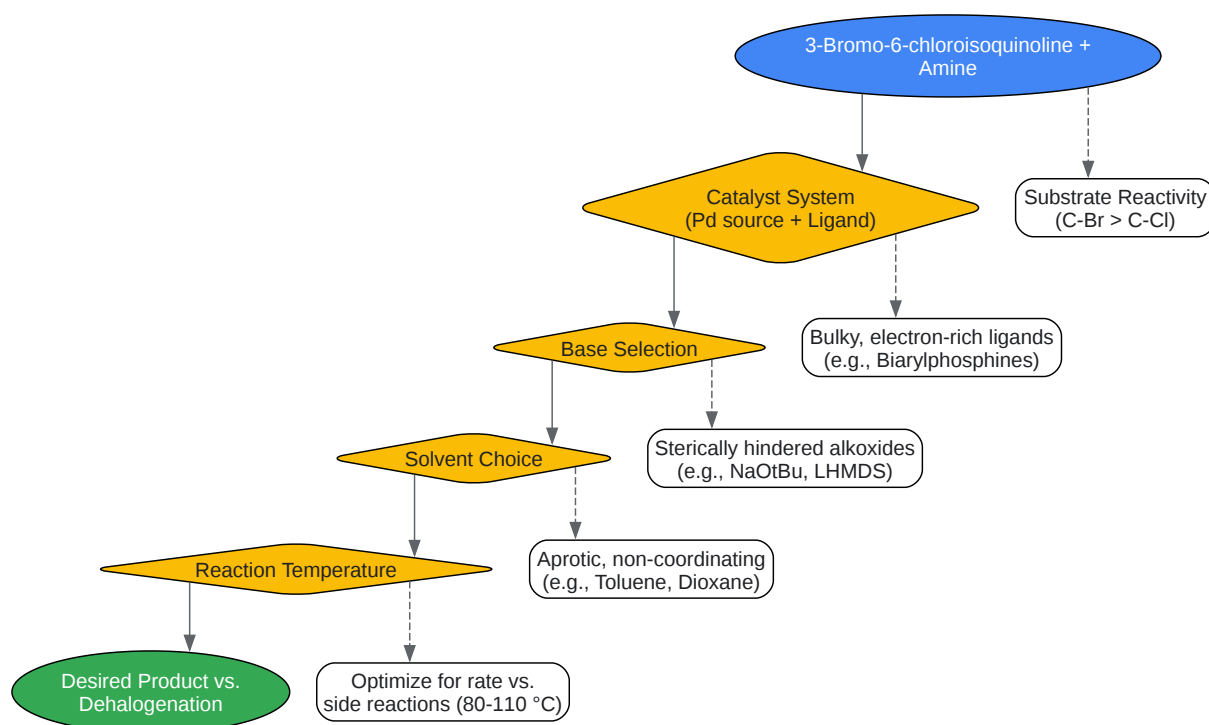 3-Bromo-6-chloroisoquinoline +
Amine
Catalyst System
(Pd source + Ligand)
Substrate Reactivity
(C-Br > C-Cl)
Base Selection
Bulky, electron-rich ligands
(e.g., Biarylphosphines)
Solvent Choice
Sterically hindered alkoxides
(e.g., NaOtBu, LHMDS)
Reaction Temperature
Aprotic, non-coordinating
(e.g., Toluene, Dioxane)
Desired Product vs.
Dehalogenation
Optimize for rate vs.
side reactions (80-110 °C)